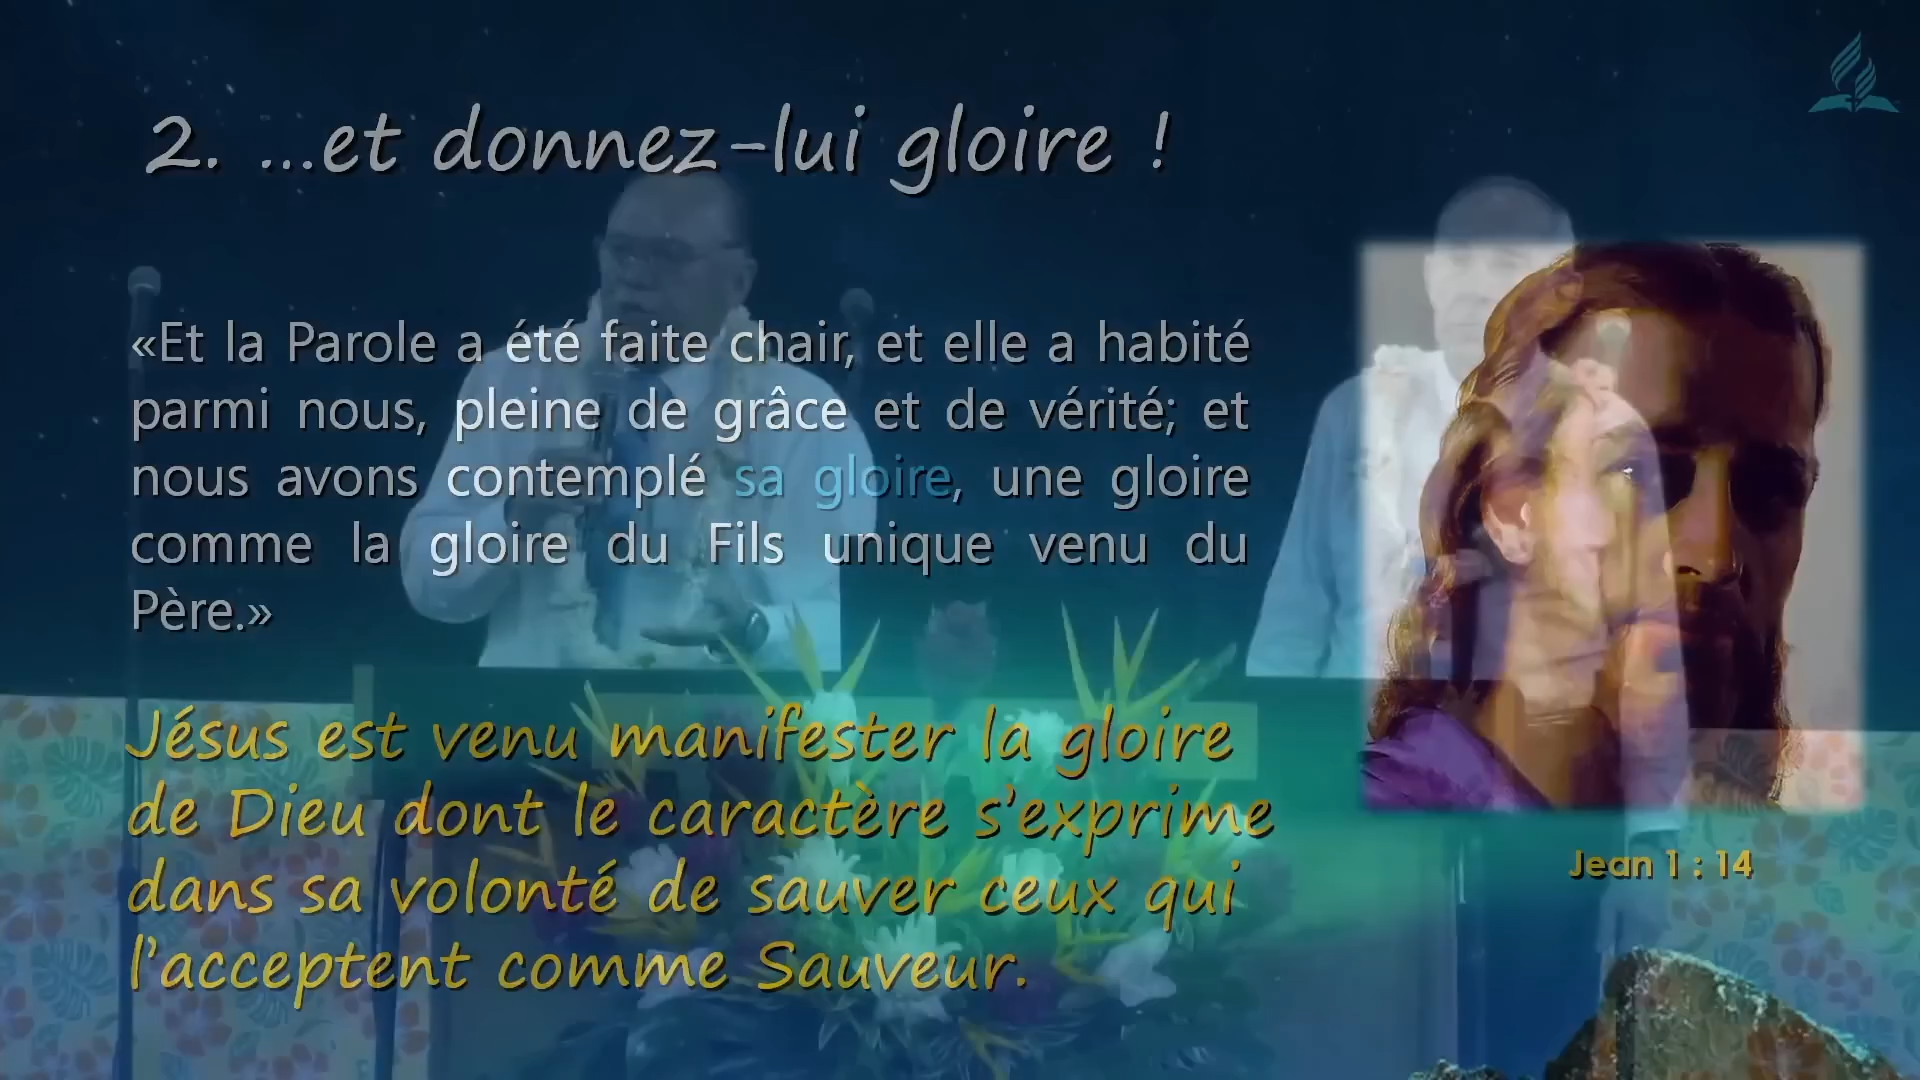 2. ...et donnez-lui gloire !
«Et la Parole a été faite chair, et elle a habité
parmi nous, pleine de grâce et de vérité; et
nous avons contemplé sa gloire, une gloire
comme la gloire du Fils unique venu du
Père.»
Jésus est venu manifester la gloire
de Dieu dont le caractère s'exprime
dans sa volonté de sauver ceux qui
l'acceptent comme Sauveur.
Jean 1 : 14